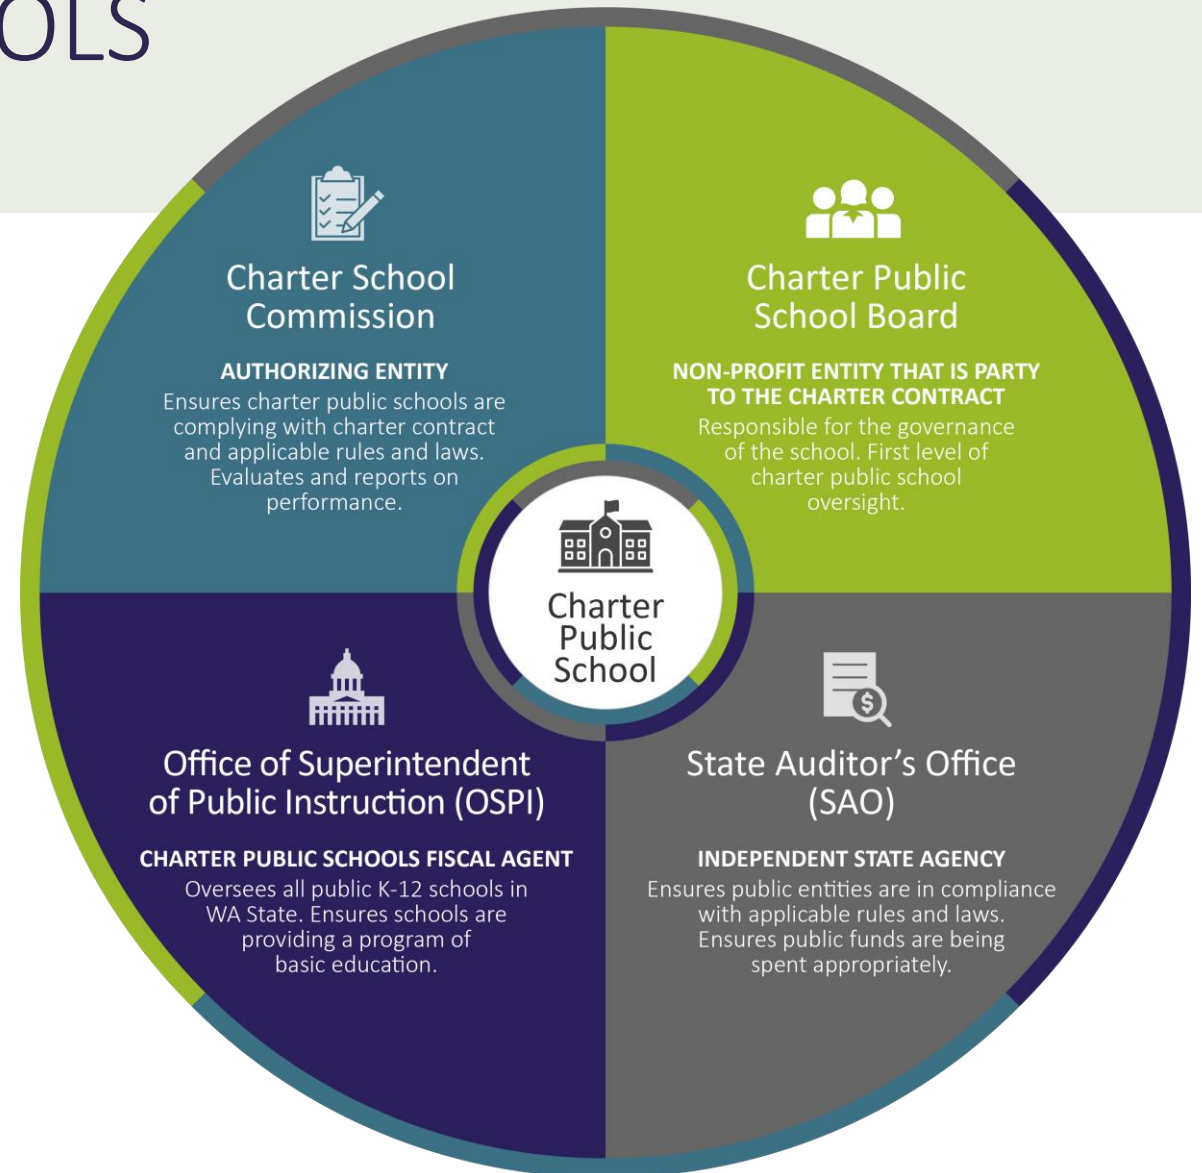 OLS
Charter School
Commission
AUTHORIZING ENTITY
Ensures charter public schools are
complying with charter contract
and applicable rules and laws.
Evaluates and reports on
performance.
Charter Public
School Board
NON-PROFIT ENTITY THAT IS PARTY
TO THE CHARTER CONTRACT
Responsible for the governance
of the school. First level of
charter public school
oversight.
Charter
Public
School
Office of Superintendent
of Public Instruction (OSPI)
CHARTER PUBLIC SCHOOLS FISCAL AGENT
Oversees all public K-12 schools in
WA State. Ensures schools are
providing a program of
basic education.
State Auditor’s Office
(SAO)
INDEPENDENT STATE AGENCY
Ensures public entities are in compliance
with applicable rules and laws.
Ensures public funds are being
spent appropriately.